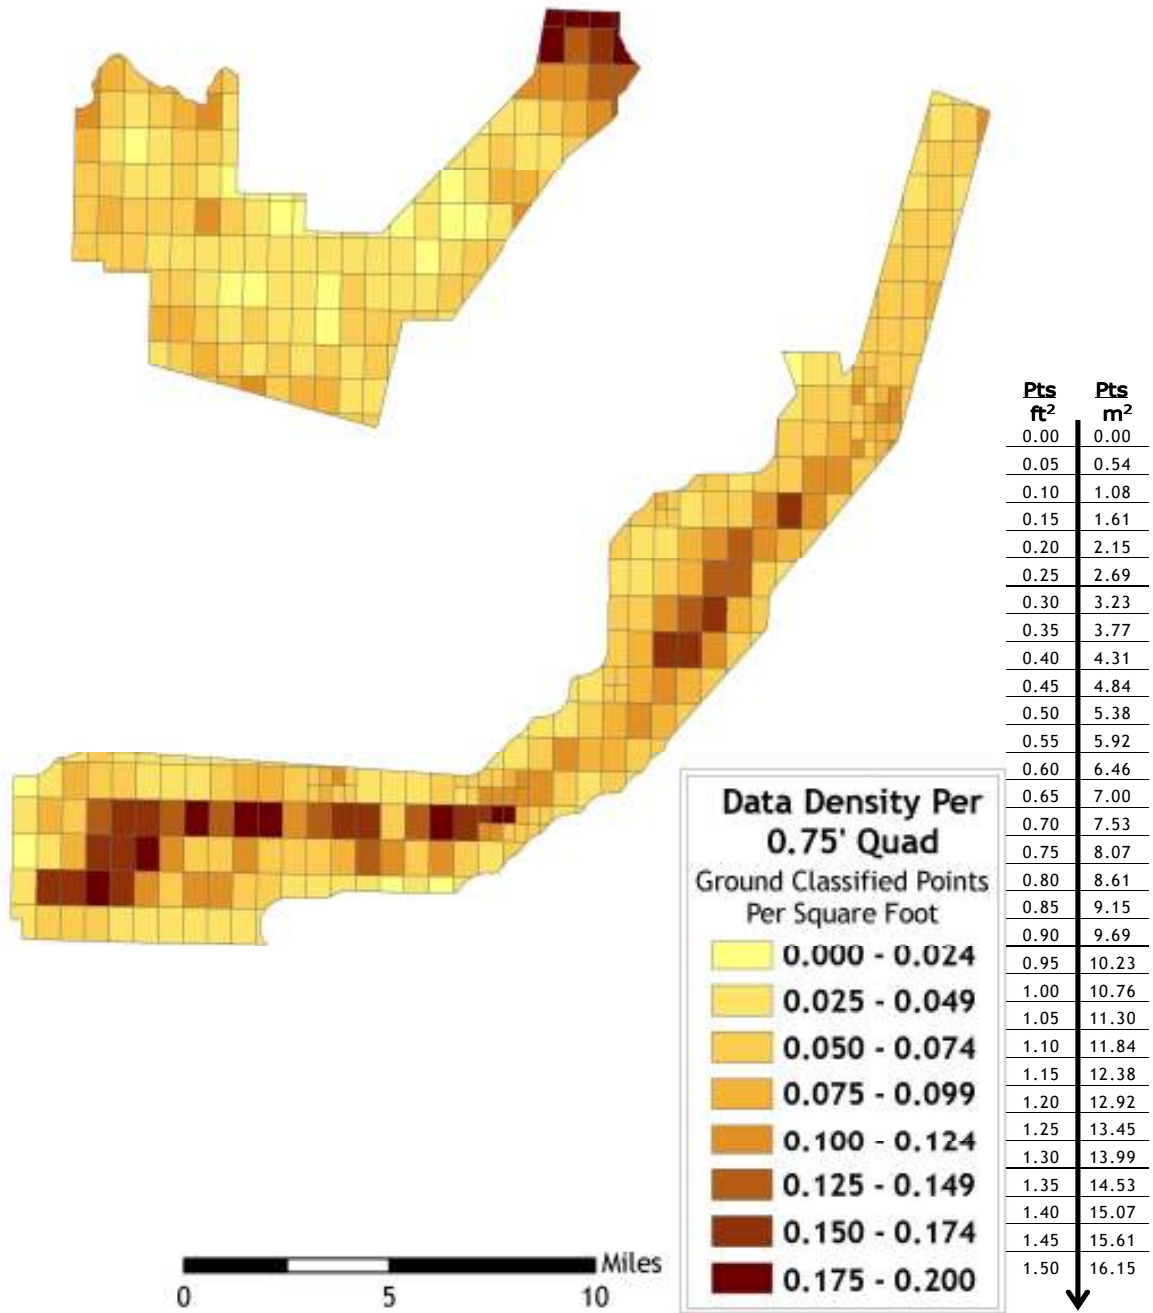 Pts Pts
ft² m²
0.00 0.00
0.05 0.54
0.10 1.08
0.15 1.61
0.20 2.15
0.25 2.69
0.30 3.23
0.35 3.77
0.40 4.31
0.45 4.84
0.50 5.38
0.55 5.92
0.60 6.46
0.65 7.00
0.70 7.53
0.75 8.07
0.80 8.61
0.85 9.15
0.90 9.69
0.95 10.23
1.00 10.76
1.05 11.30
1.10 11.84
1.15 12.38
1.20 12.92
1.25 13.45
1.30 13.99
1.35 14.53
1.40 15.07
1.45 15.61
1.50 16.15
Data Density Per
0.75' Quad
Ground Classified Points
Per Square Foot
0.000 - 0.024
0.025 - 0.049
0.050 - 0.074
0.075 - 0.099
0.100 - 0.124
0.125 - 0.149
0.150 - 0.174
0.175 - 0.200
Miles
0 5 10